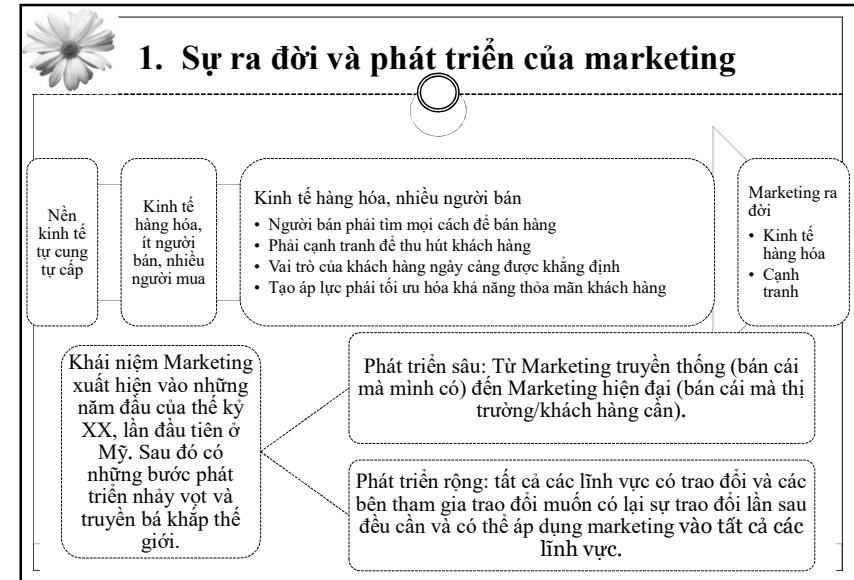 1. Sự ra đời và phát triển của marketing
Nền
kinh tế
tự cung
tự cấp
Kinh tế
hàng hóa,
ít người
bán, nhiều
người mua
Kinh tế hàng hóa, nhiều người bán
• Người bán phải tìm mọi cách để bán hàng
• Phải cạnh tranh để thu hút khách hàng
• Vai trò của khách hàng ngày càng được khẳng định
• Tạo áp lực phái tối ưu hóa khả năng thỏa mãn khách hàng
Marketing ra
đời
• Kinh tế
hàng hóa
• Cạnh
tranh
Khái niệm Marketing
xuất hiện vào những
năm đầu của thế kỷ
XX, lần đầu tiên ở
Mỹ. Sau đó có
những bước phát
triển nhảy vọt và
truyền bá khắp thế
giới.
Phát triển sâu: Từ Marketing truyền thống (bán cái
mà mình có) đến Marketing hiện đại (bán cái mà thị
trường/khách hàng cần).
Phát triển rộng: tất cả các lĩnh vực có trao đổi và các
bên tham gia trao đổi muốn có lại sự trao đổi lần sau
đều cần và có thể áp dụng marketing vào tất cả các
lĩnh vực.